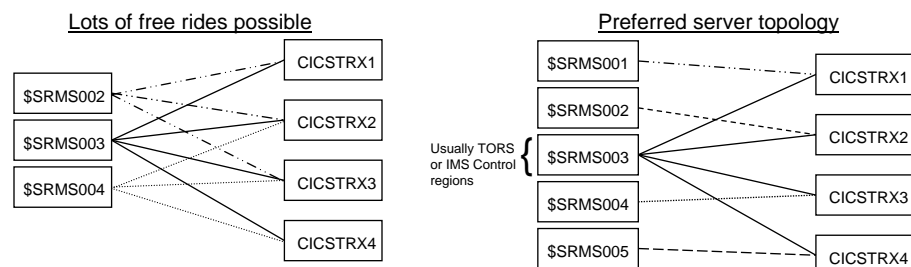 Lots of free rides possible
$SRMS002
$SRMS003
$SRMS004
CICSTRX1
CICSTRX2
CICSTRX3
CICSTRX4
Preferred server topology
$SRMS001
$SRMS002
$SRMS003
$SRMS004
$SRMS005
Usually TORS
or IMS Control
regions
{
CICSTRX1
CICSTRX2
CICSTRX3
CICSTRX4